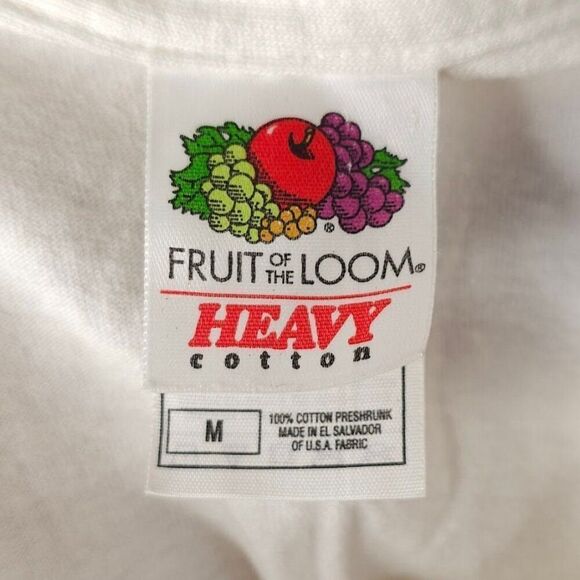 ®
FRUIT OF THE LOOM®
HEAVY
cotton
M
100% COTTON PRESHRUNK
MADE IN EL SALVADOR
OF U.S.A. FABRIC